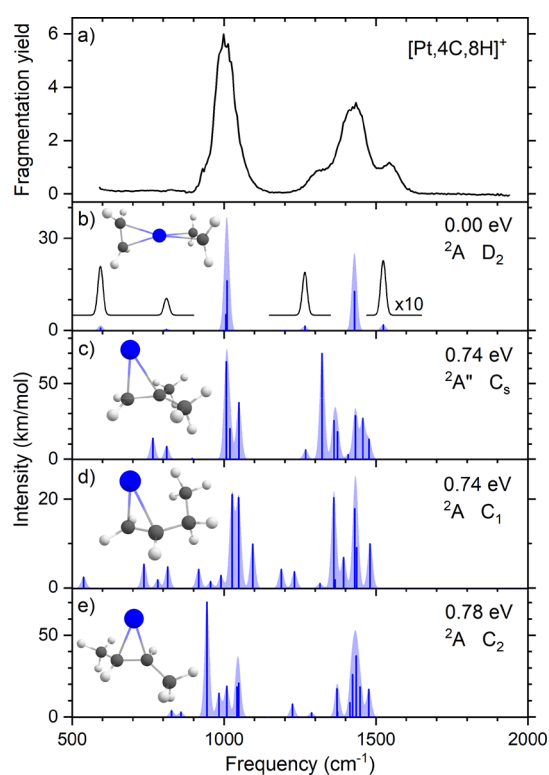 a)
[Pt,4C,8H]⁺
Fragmentation yield
6
4
2
0
b)
0.00 eV
²A D₂
x10
30
0
c)
0.74 eV
²A" Cₛ
50
0
Intensity (km/mol)
d)
0.74 eV
²A C₁
20
0
e)
0.78 eV
²A C₂
50
0
500 1000 1500 2000
Frequency (cm⁻¹)